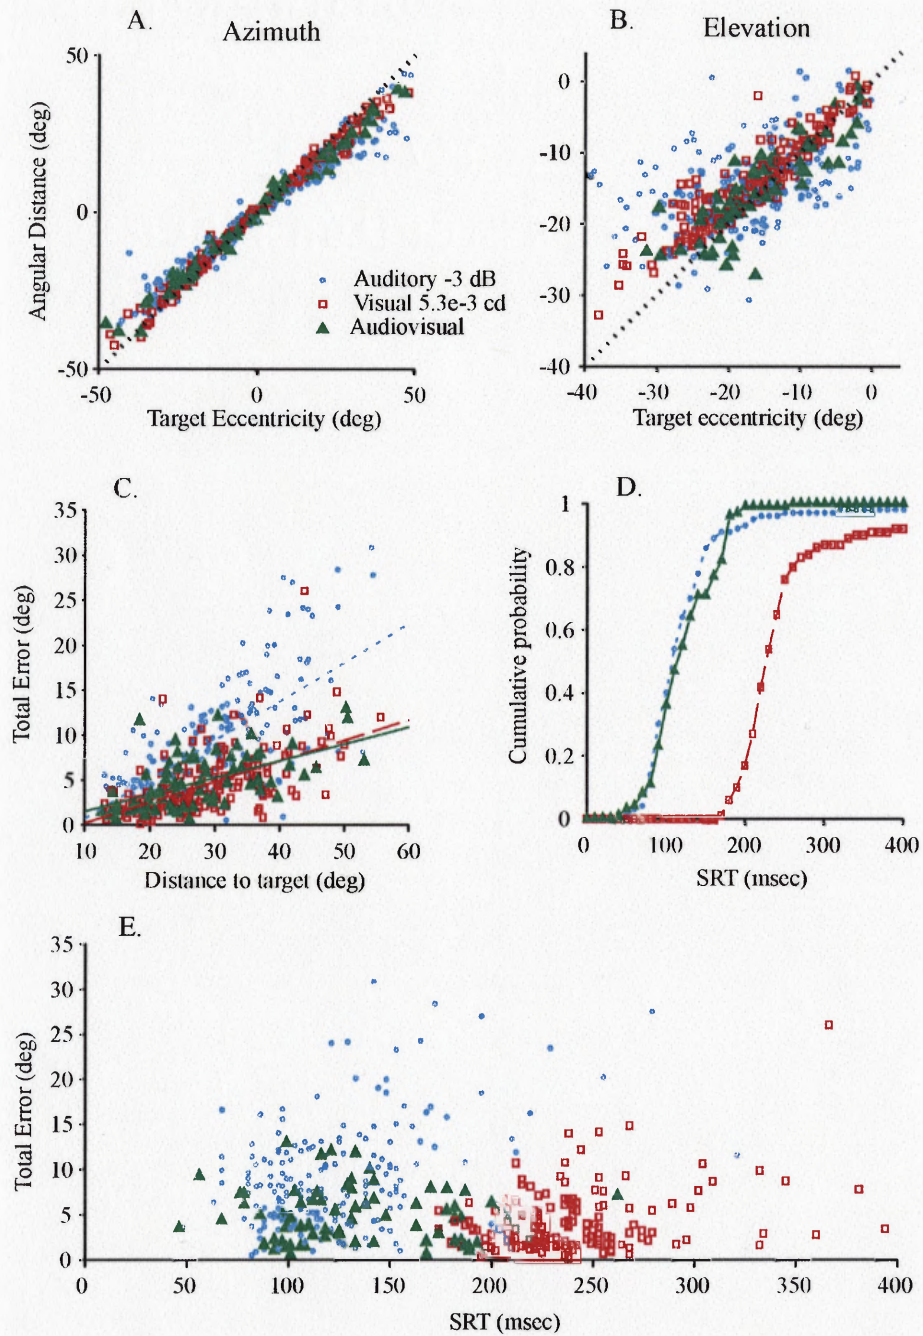 A.
Azimuth
50
0
-50
Angular Distance (deg)
-50 0 50
Target Eccentricity (deg)
Auditory -3 dB
Visual 5.3e-3 cd
Audiovisual
B.
Elevation
0
-10
-20
-30
-40
-40 -30 -20 -10 0
Target eccentricity (deg)
C.
35
30
25
20
15
10
5
0
Total Error (deg)
10 20 30 40 50 60
Distance to target (deg)
D.
1
0.8
0.6
0.4
0.2
0
Cumulative probability
0 100 200 300 400
SRT (msec)
E.
35
30
25
20
15
10
5
0
Total Error (deg)
0 50 100 150 200 250 300 350 400
SRT (msec)